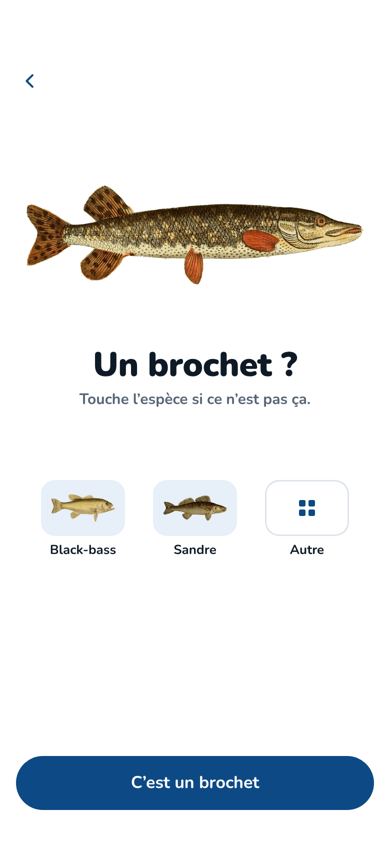 Un brochet ?
Touche l’espèce si ce n’est pas ça.
Black-bass
Sandre
Autre
C’est un brochet